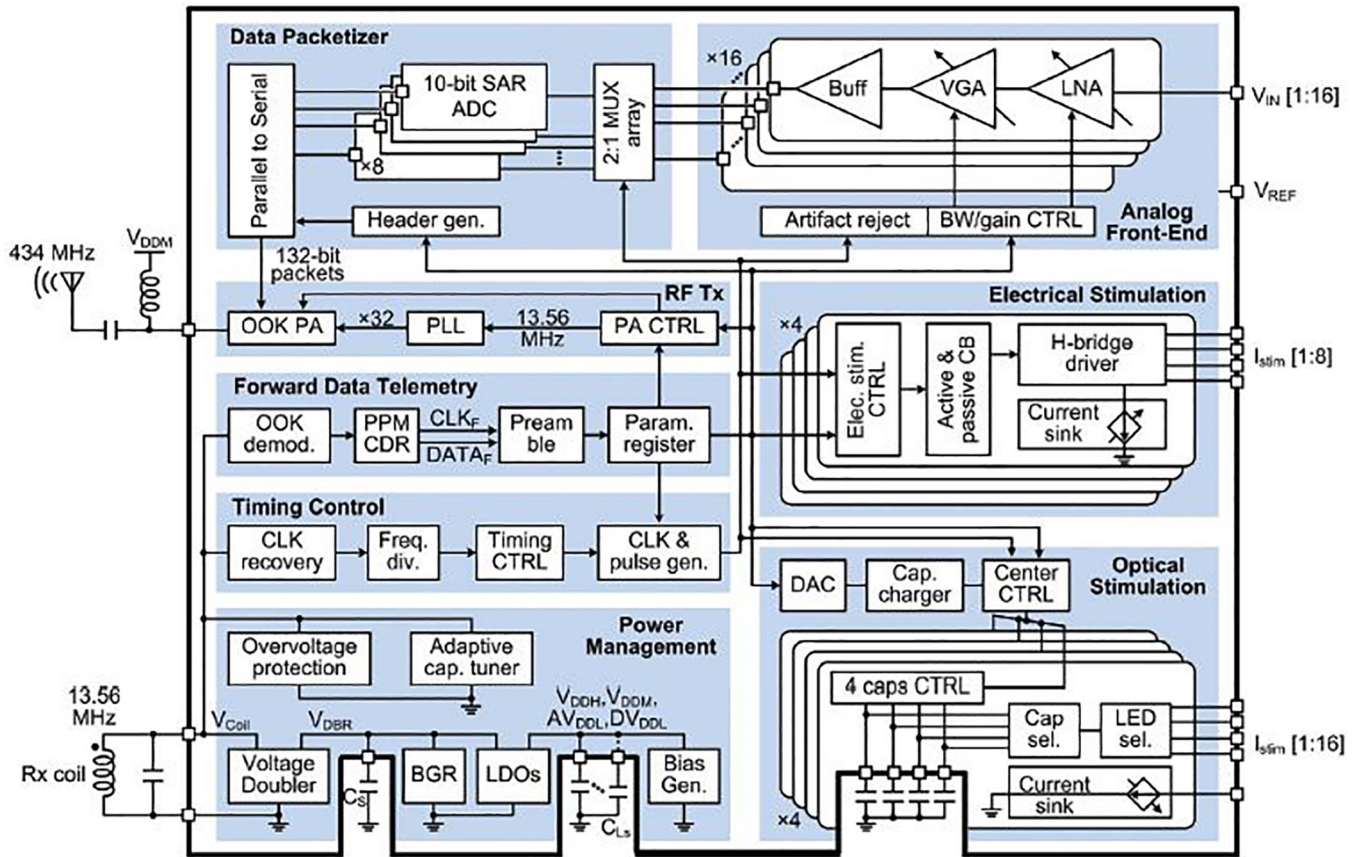 Data Packetizer
Parallel to Serial
10-bit SAR
ADC
×8
2:1 MUX
array
Header gen.
132-bit
packets
×16
Buff
VGA
LNA
V_IN [1:16]
V_REF
Artifact reject
BW/gain CTRL
Analog
Front-End
434 MHz
V_DDM
RF Tx
OOK PA
×32
PLL
13.56
MHz
PA CTRL
Forward Data Telemetry
OOK
demod.
PPM
CDR
CLK_F
DATA_F
Pream
ble
Param.
register
Timing Control
CLK
recovery
Freq.
div.
Timing
CTRL
CLK &
pulse gen.
Electrical Stimulation
×4
Elec. stim.
CTRL
Active &
passive CB
H-bridge
driver
Current
sink
I_stim [1:8]
Power
Management
Overvoltage
protection
Adaptive
cap. tuner
13.56
MHz
Rx coil
V_Coil
V_DBR
V_DDH, V_DDM,
AV_DDL, DV_DDL
Voltage
Doubler
C_S
BGR
LDOs
C_Ls
Bias
Gen.
Optical
Stimulation
DAC
Cap.
charger
Center
CTRL
4 caps CTRL
Cap
sel.
LED
sel.
Current
sink
×4
I_stim [1:16]